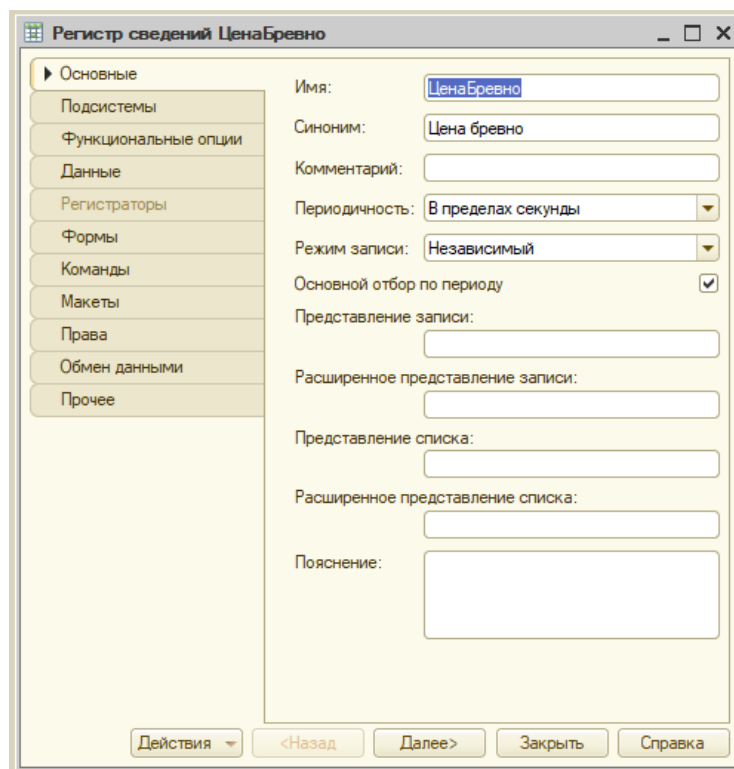 Регистр сведений ЦенаБревно
Основные
Подсистемы
Функциональные опции
Данные
Регистраторы
Формы
Команды
Макеты
Права
Обмен данными
Прочее
Имя: ЦенаБревно
Синоним: Цена бревно
Комментарий:
Периодичность: В пределах секунды
Режим записи: Независимый
Основной отбор по периоду
Представление записи:
Расширенное представление записи:
Представление списка:
Расширенное представление списка:
Пояснение:
Действия <Назад Далее> Закрыть Справка